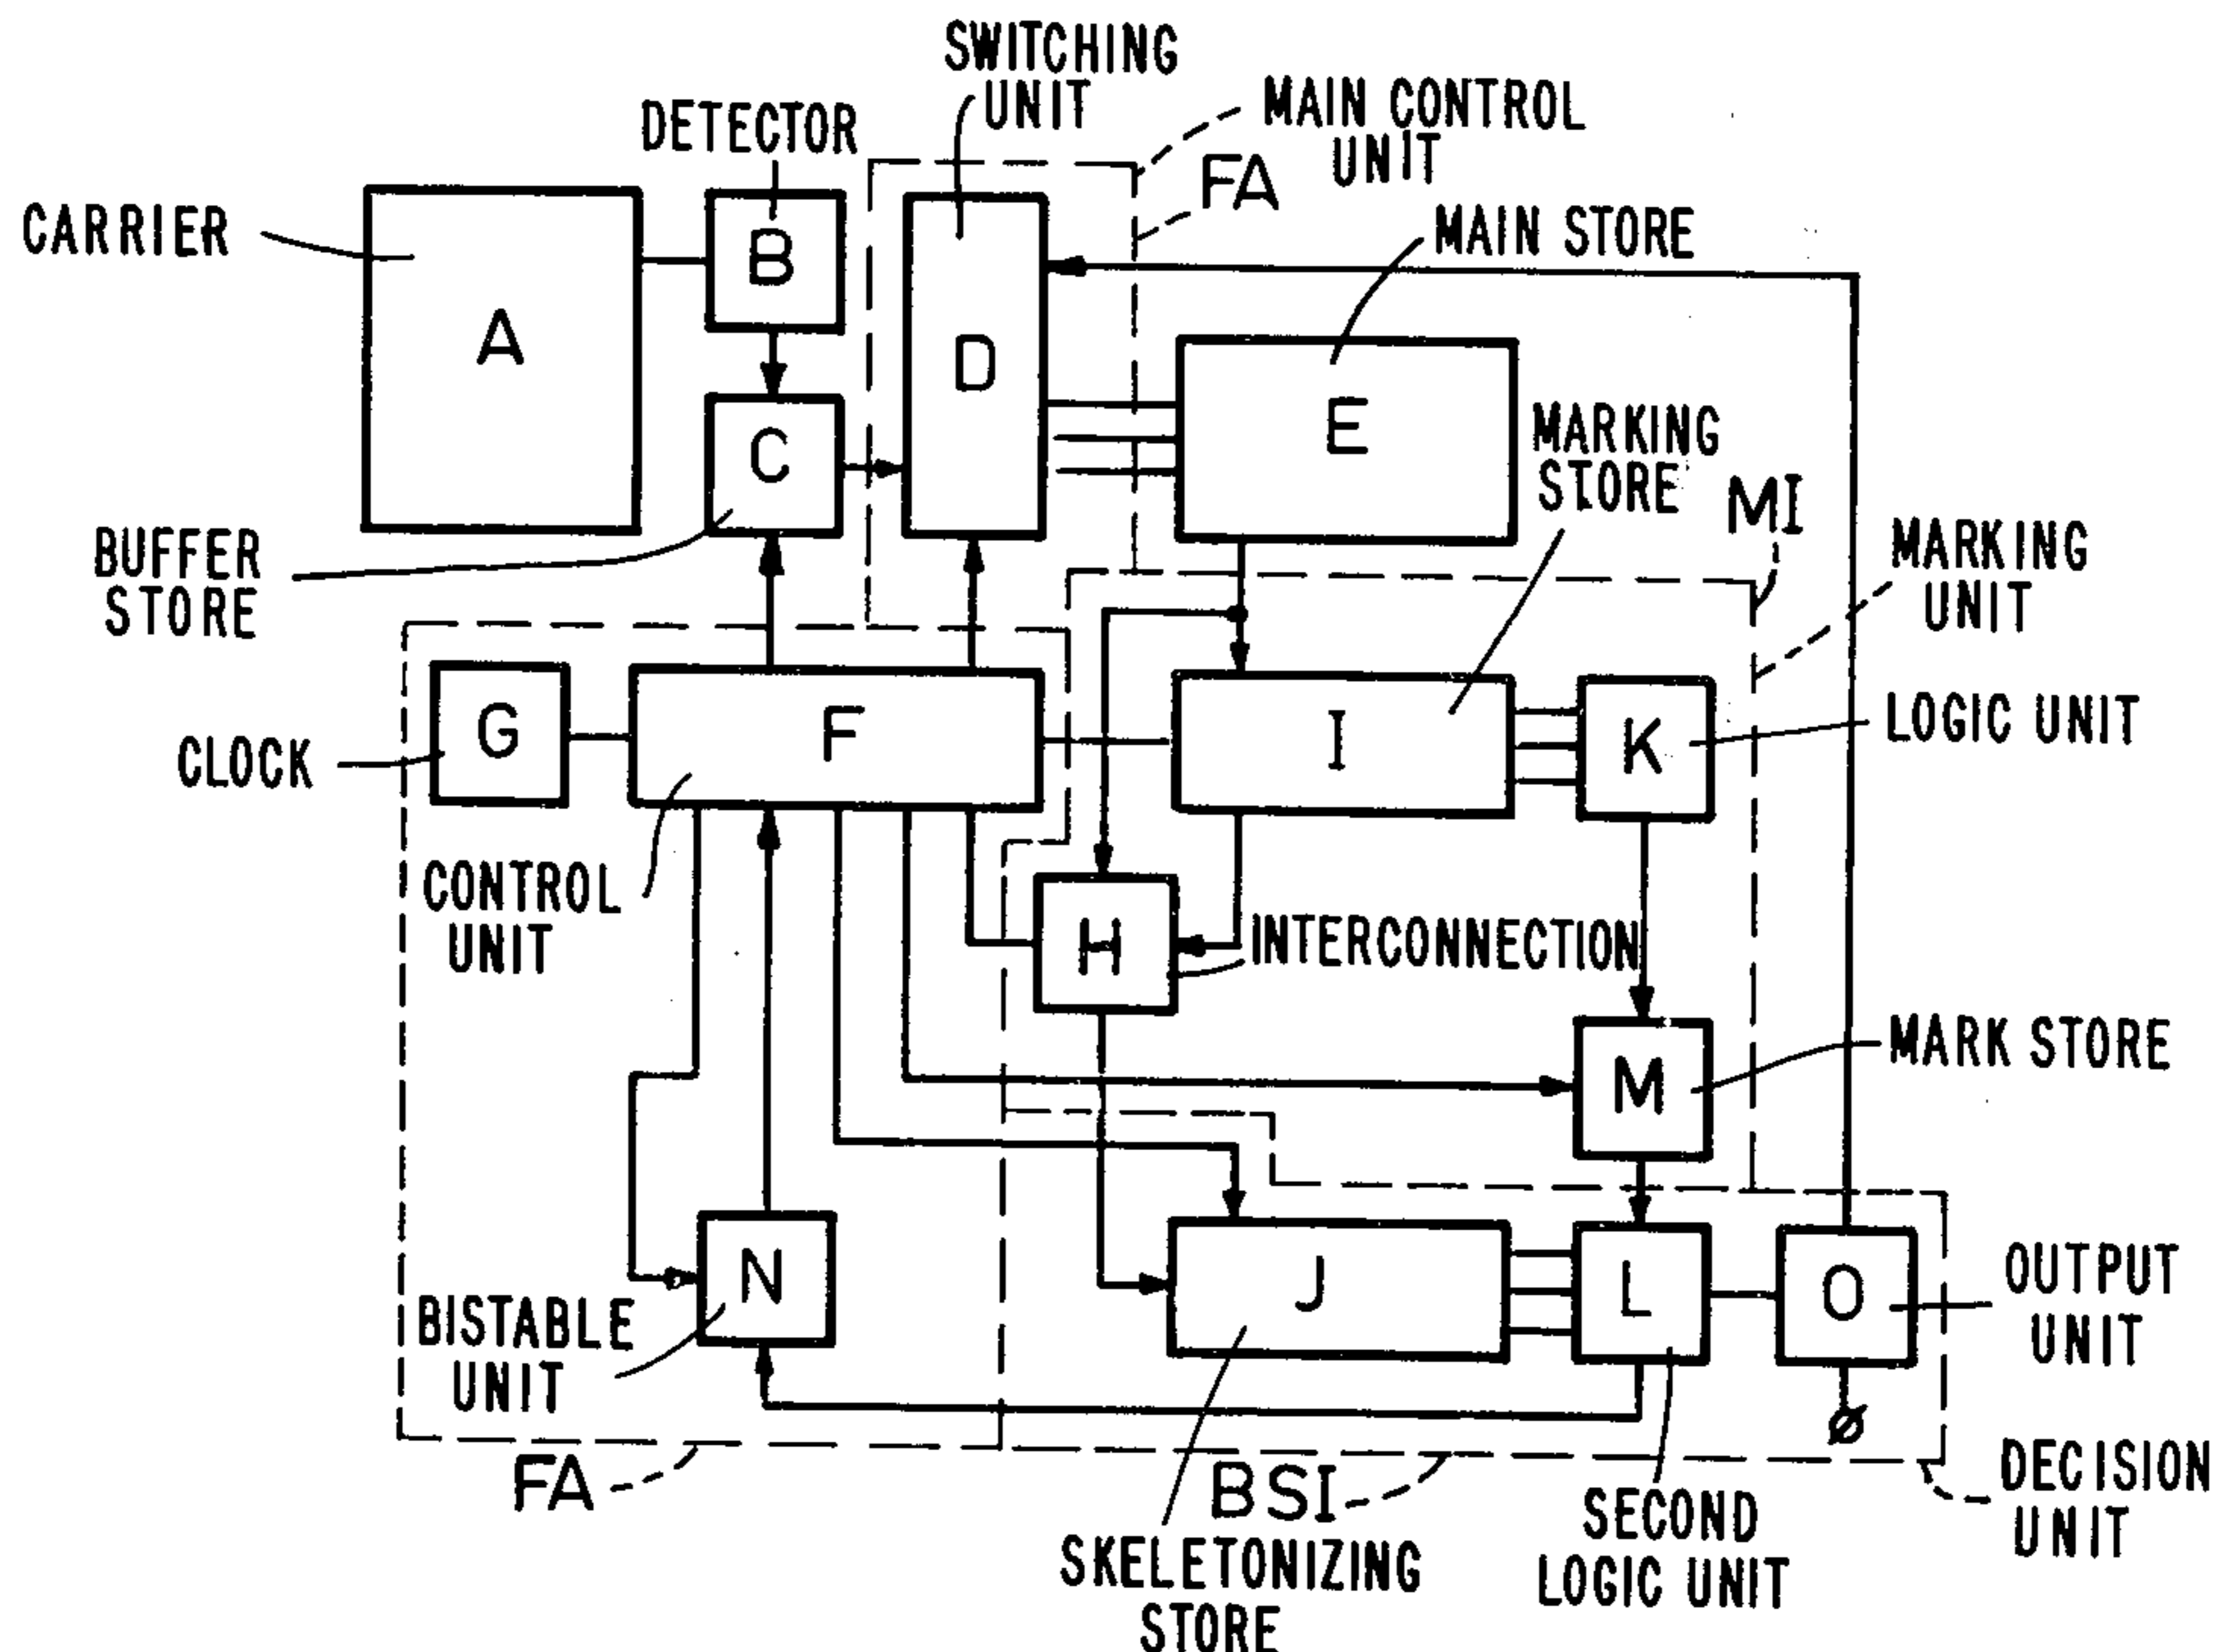 SWITCHING
UNIT
DETECTOR
MAIN CONTROL
UNIT
FA
CARRIER
MAIN STORE
A
B
D
E
C
MARKING
STORE
MI
MARKING
UNIT
BUFFER
STORE
G
F
I
K
LOGIC UNIT
CLOCK
CONTROL
UNIT
H
INTERCONNECTION
M
MARK STORE
N
J
L
O
OUTPUT
UNIT
BISTABLE
UNIT
FA
BSI
DECISION
UNIT
SECOND
LOGIC UNIT
SKELETONIZING
STORE